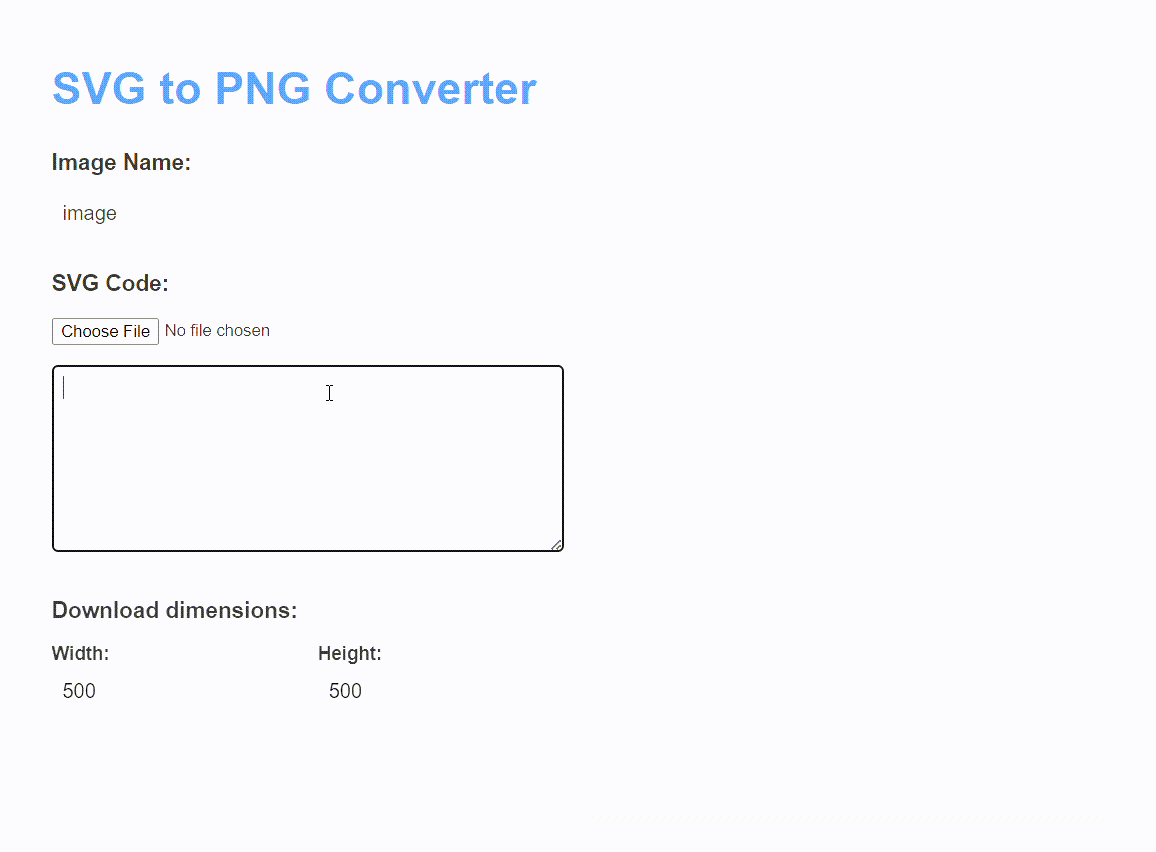 SVG to PNG Converter
Image Name:
image
SVG Code:
Choose File No file chosen
Download dimensions:
Width: Height:
500 500